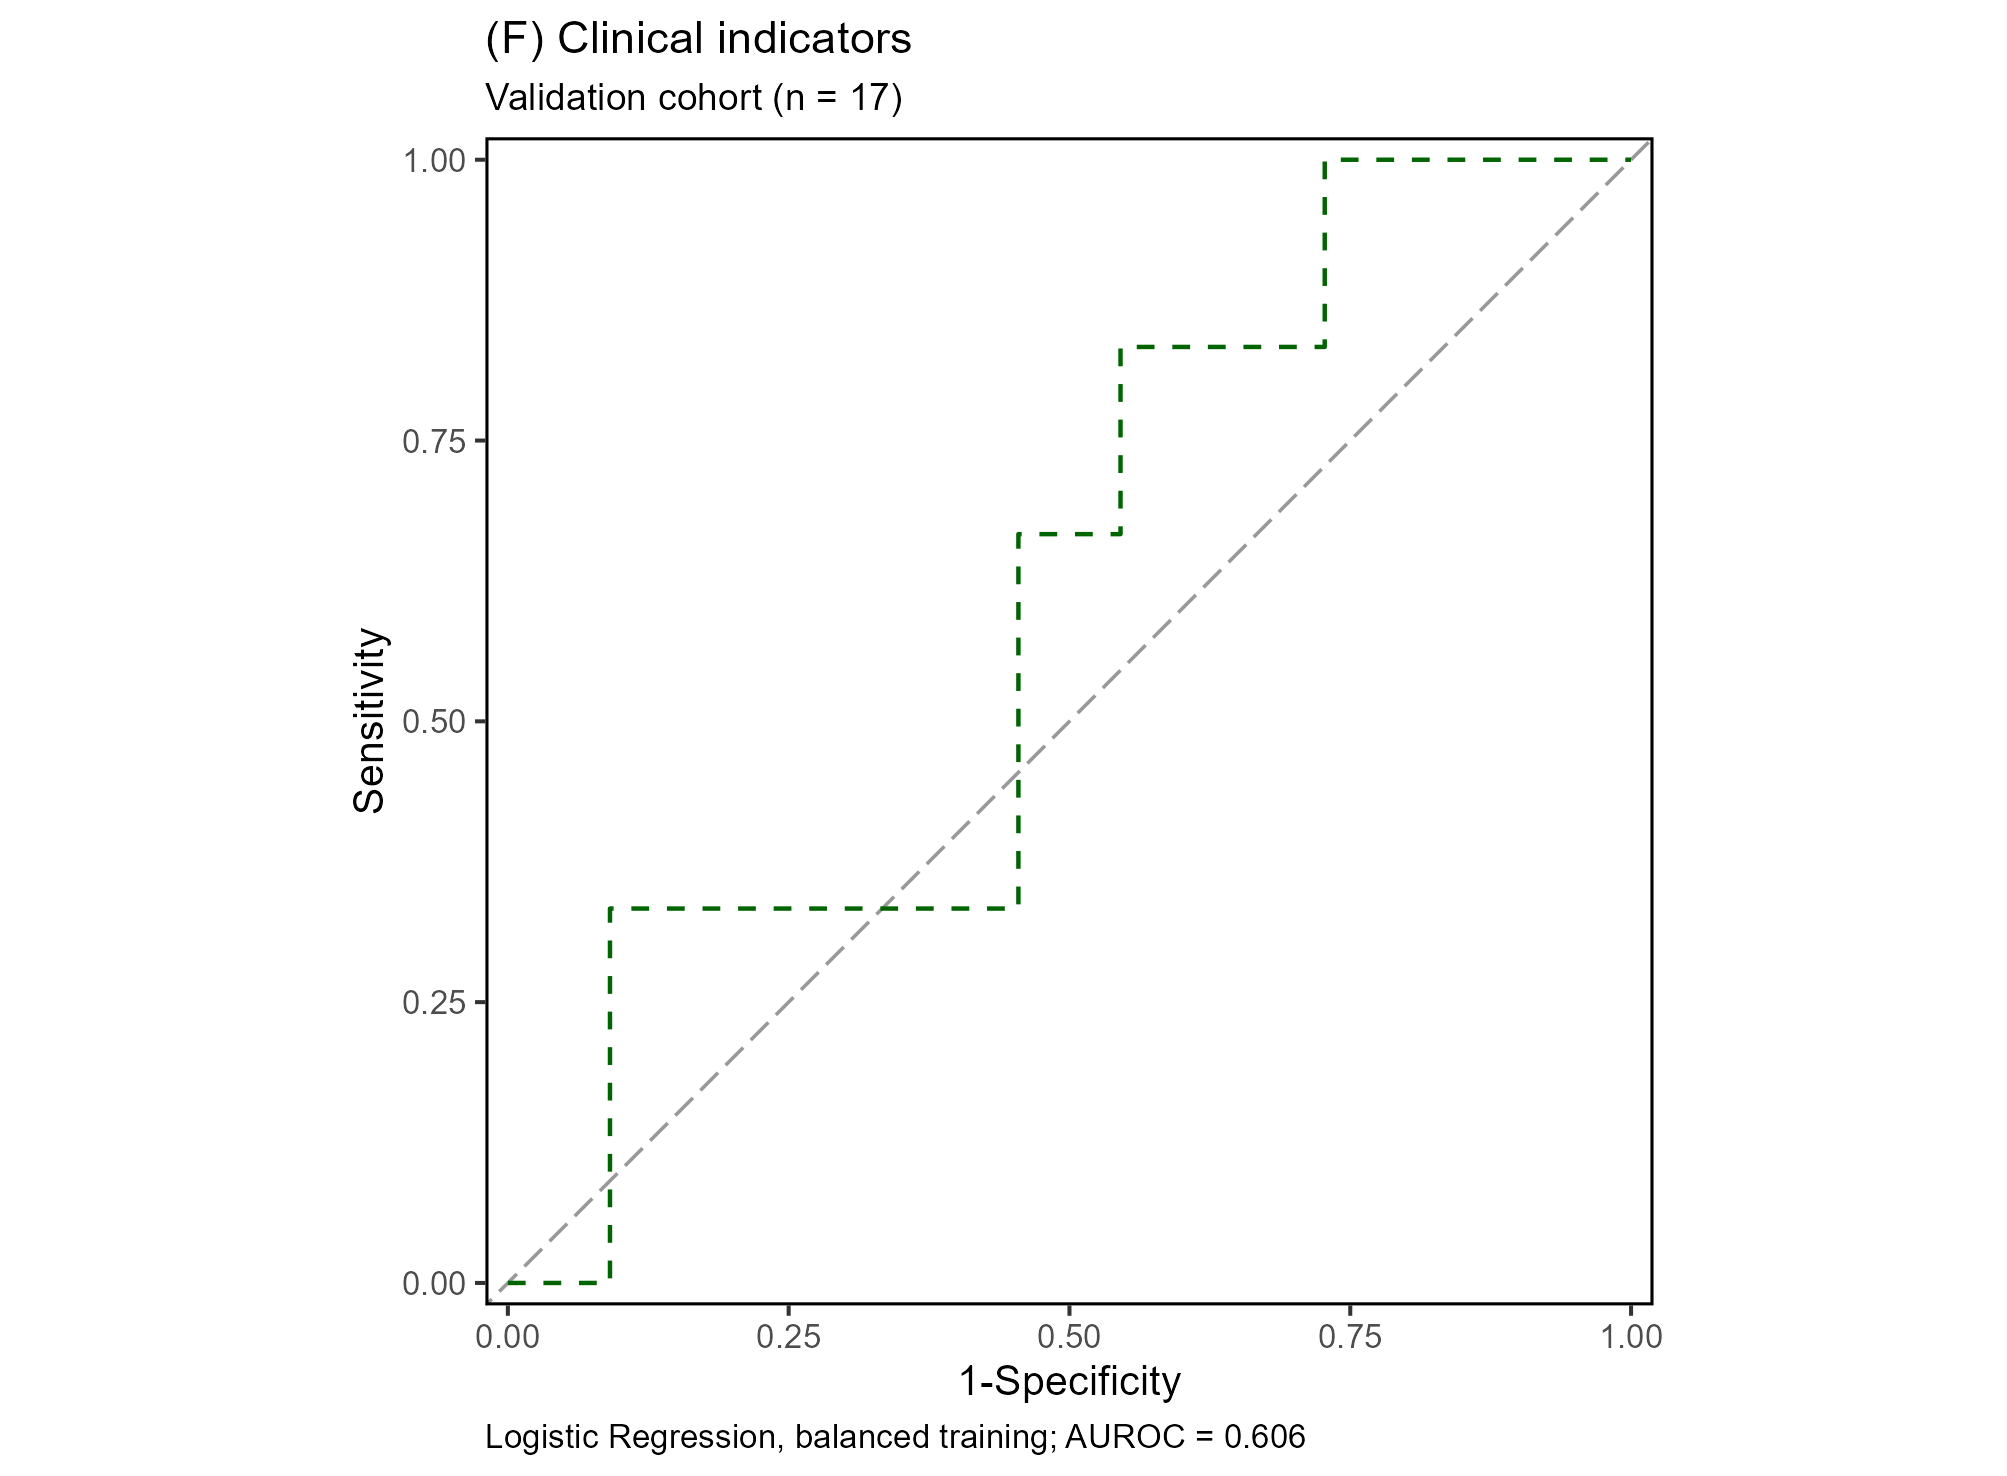 (F) Clinical indicators
Validation cohort (n = 17)
1.00
0.75
0.50
0.25
0.00
Sensitivity
0.00 0.25 0.50 0.75 1.00
1-Specificity
Logistic Regression, balanced training; AUROC = 0.606